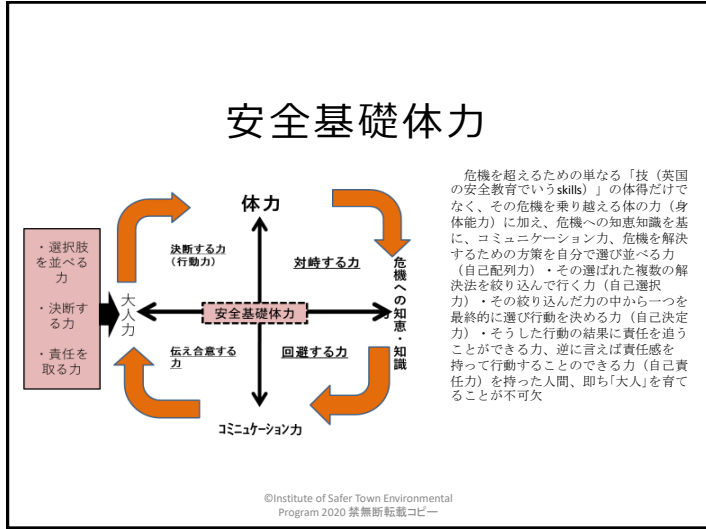 安全基礎体力
・選択肢
を並べる
力
・決断す
る力
・責任を
取る力
大人力
体力
決断する力
(行動力)
対峙する力
安全基礎体力
伝え合意する
力
回避する力
危機への知恵・知識
コミニュケーション力
危機を超えるための単なる「技（英国
の安全教育でいうskills）」の体得だけで
なく、その危機を乗り越える体の力（身
体能力）に加え、危機への知恵知識を基
に、コミュニケーション力、危機を解決
するための方策を自分で選び並べる力
（自己配列力）・その選ばれた複数の解
決法を絞り込んで行く力（自己選択
力）・その絞り込んだ力の中から一つを
最終的に選び行動を決める力（自己決定
力）・そうした行動の結果に責任を追う
ことができる力、逆に言えば責任感を
持って行動することのできる力（自己責
任力）を持った人間、即ち｢大人｣を育て
ることが不可欠
©Institute of Safer Town Environmental
Program 2020 禁無断転載コピー